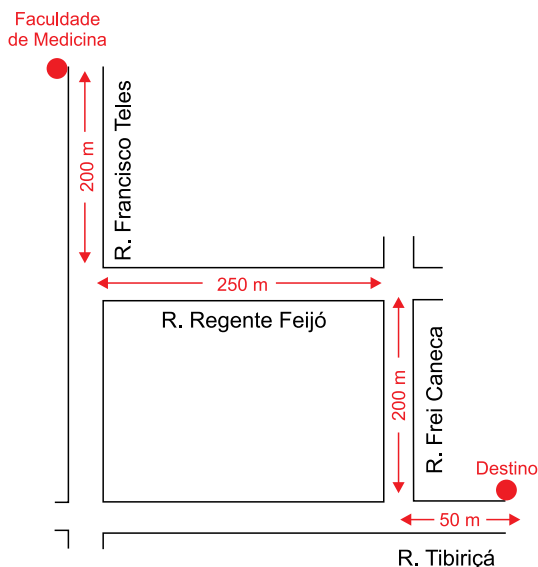 Faculdade
de Medicina
200 m
R. Francisco Teles
250 m
R. Regente Feijó
200 m
R. Frei Caneca
Destino
50 m
R. Tibiriçá